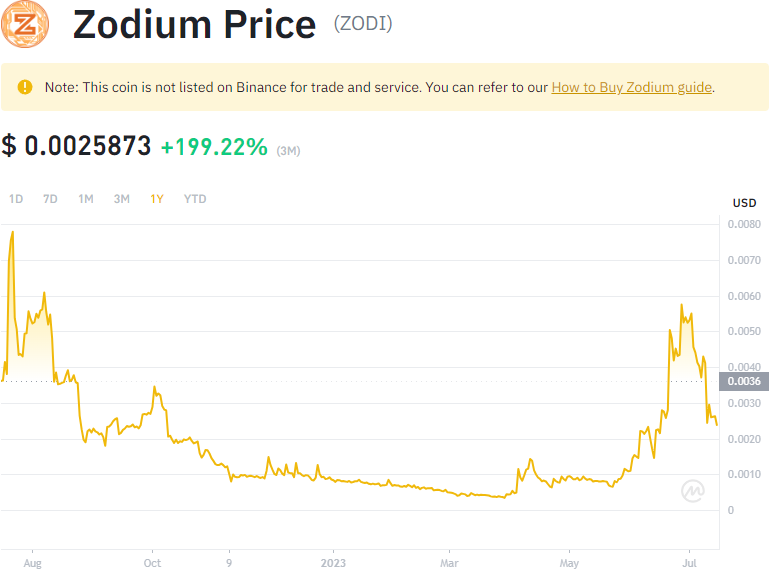 Zodium Price (ZODI)
Note: This coin is not listed on Binance for trade and service. You can refer to our How to Buy Zodium guide.
$ 0.0025873 +199.22% (3M)
1D 7D 1M 3M 1Y YTD
USD
0.0080
0.0070
0.0060
0.0050
0.0040
0.0036
0.0030
0.0020
0.0010
0
Aug Oct 9 2023 Mar May Jul